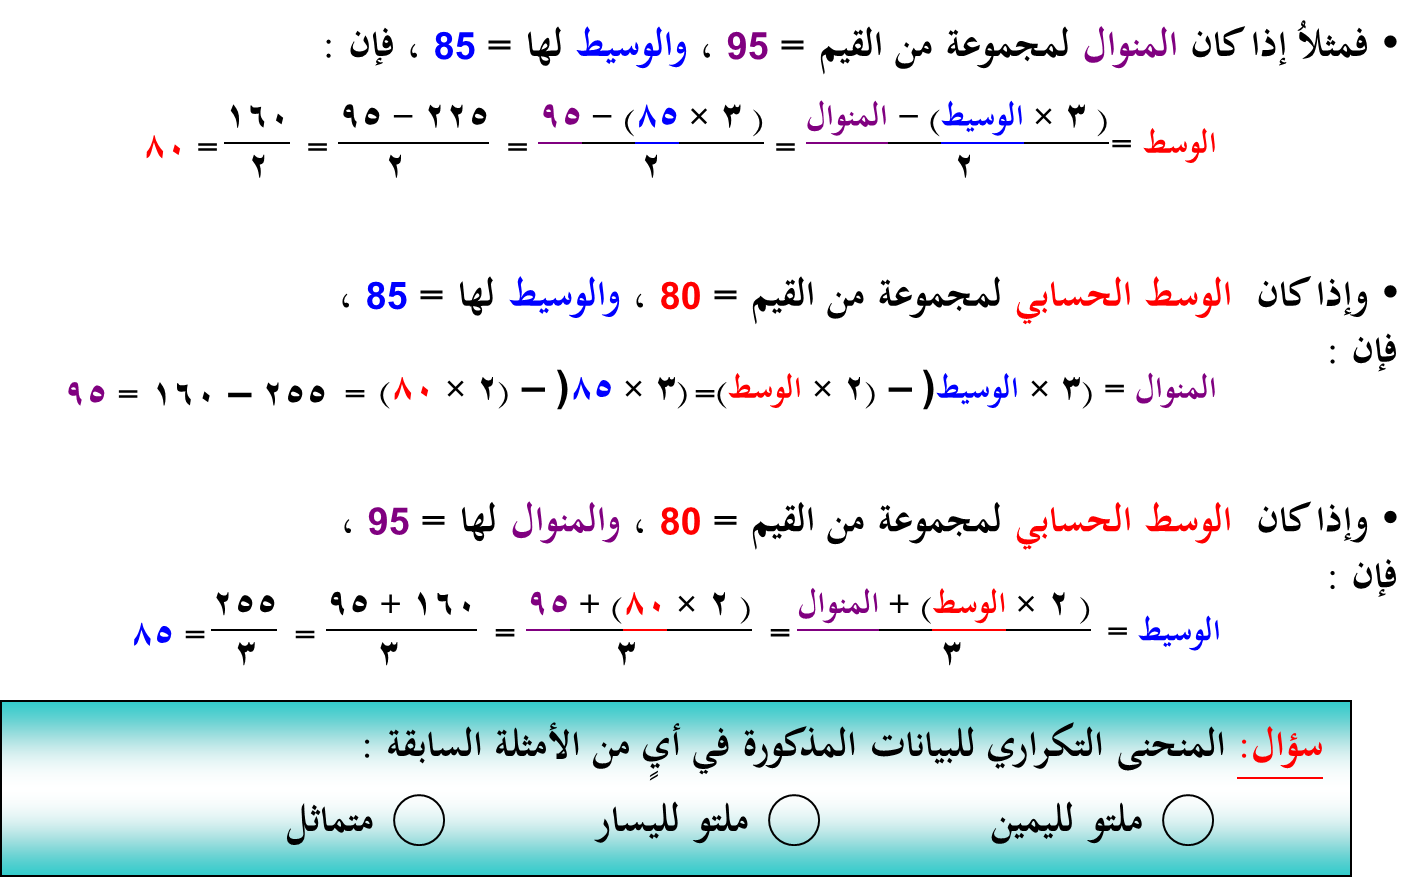 • فمثلاً إذا كان المنوال لمجموعة من القيم = 95 ، والوسيط لها = 85 ، فإن :
الوسط = (٣ × الوسيط) − المنوال / ٢ = (٣ × ٨٥) − ٩٥ / ٢ = ٢٢٥ − ٩٥ / ٢ = ١٦٠ / ٢ = ٨٠
• وإذا كان الوسط الحسابي لمجموعة من القيم = 80 ، والوسيط لها = 85 ،
فإن :
المنوال = (٣ × الوسيط) − (٢ × الوسط) = (٣ × ٨٥) − (٢ × ٨٠) = ٢٥٥ − ١٦٠ = ٩٥
• وإذا كان الوسط الحسابي لمجموعة من القيم = 80 ، والمنوال لها = 95 ،
فإن :
الوسيط = (٢ × الوسط) + المنوال / ٣ = (٢ × ٨٠) + ٩٥ / ٣ = ١٦٠ + ٩٥ / ٣ = ٢٥٥ / ٣ = ٨٥
سؤال: المنحنى التكراري للبيانات المذكورة في أيٍ من الأمثلة السابقة :
ملتو لليمين ملتو لليسار متماثل